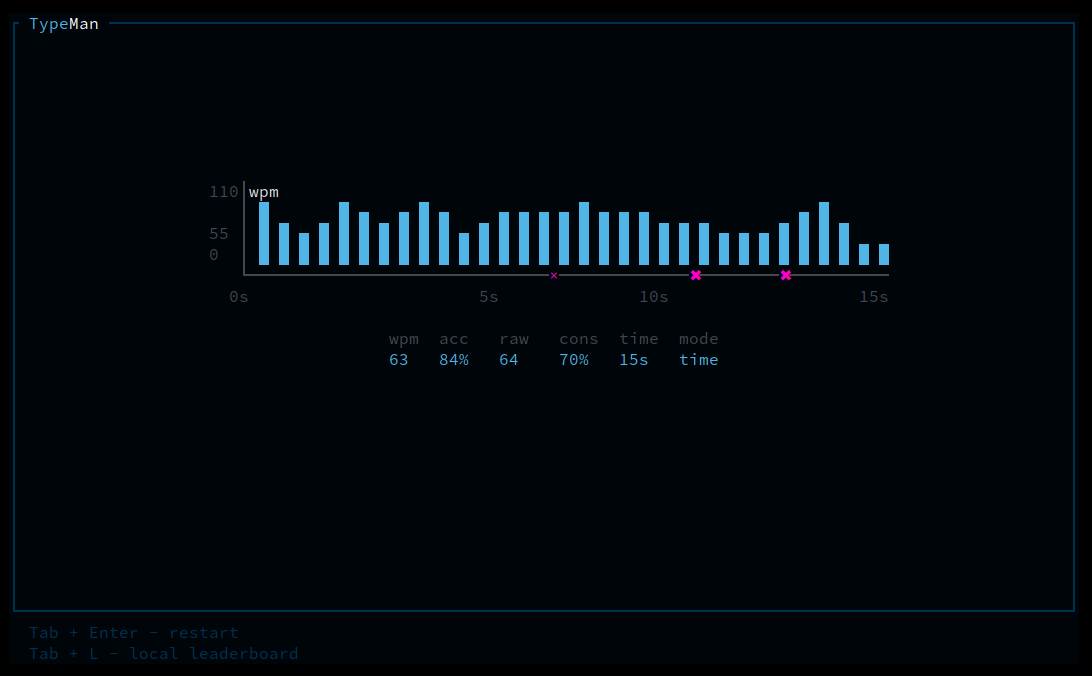 TypeMan
110 wpm
55
0
0s 5s 10s 15s
wpm acc raw cons time mode
63 84% 64 70% 15s time
Tab + Enter - restart
Tab + L - local leaderboard